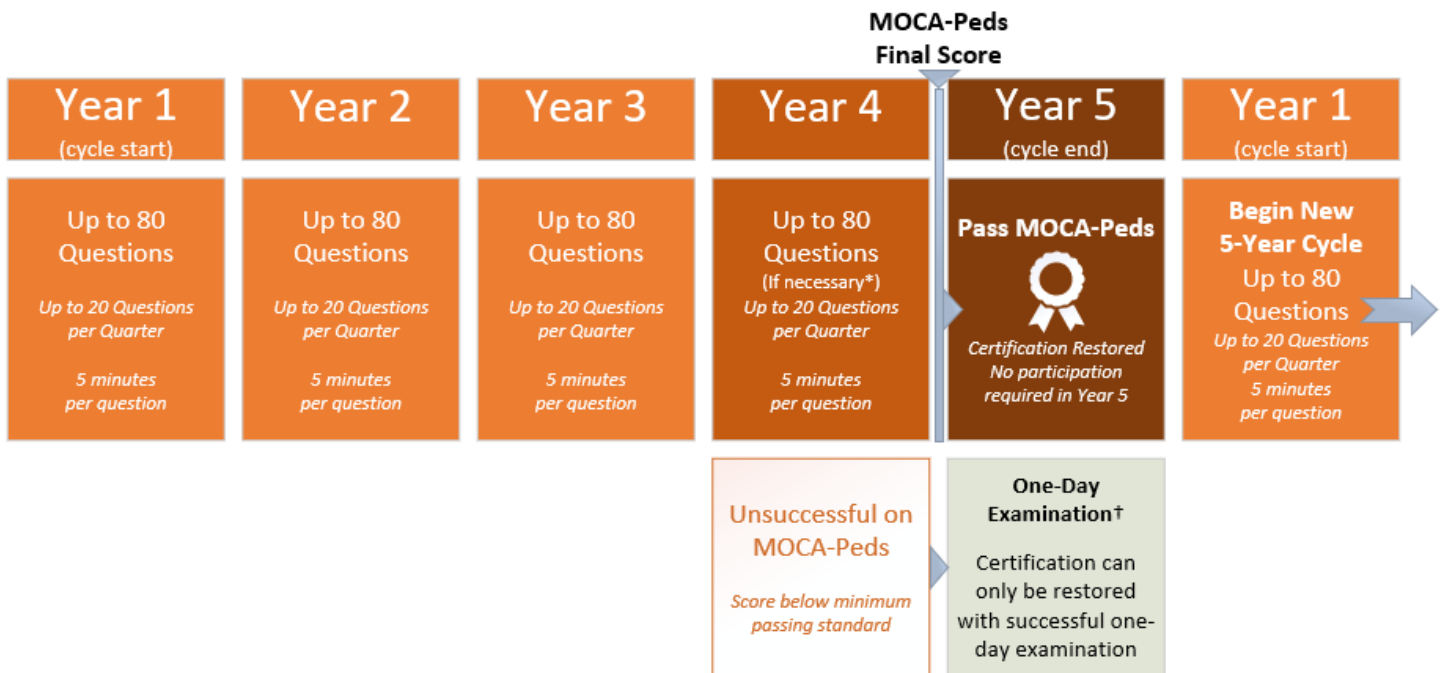 MOCA-Peds
Final Score
Year 1
(cycle start)
Year 2
Year 3
Year 4
Year 5
(cycle end)
Year 1
(cycle start)
Up to 80
Questions
Up to 20 Questions
per Quarter
5 minutes
per question
Up to 80
Questions
Up to 20 Questions
per Quarter
5 minutes
per question
Up to 80
Questions
Up to 20 Questions
per Quarter
5 minutes
per question
Up to 80
Questions
(If necessary*)
Up to 20 Questions
per Quarter
5 minutes
per question
Pass MOCA-Peds
Certification Restored
No participation
required in Year 5
Begin New
5-Year Cycle
Up to 80
Questions
Up to 20 Questions
per Quarter
5 minutes
per question
Unsuccessful on
MOCA-Peds
Score below minimum
passing standard
One-Day
Examination†
Certification can
only be restored
with successful one-
day examination